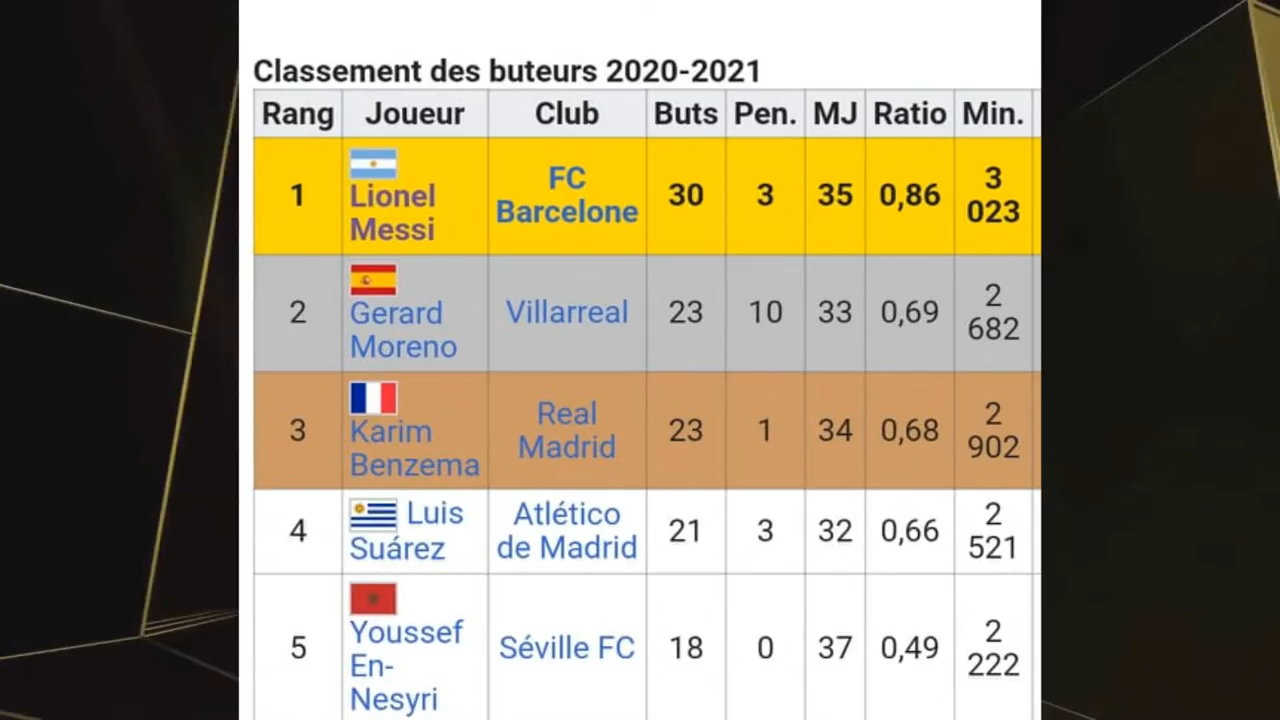 Classement des buteurs 2020-2021
Rang Joueur Club Buts Pen. MJ Ratio Min.
1 Lionel Messi FC Barcelone 30 3 35 0,86 3 023
2 Gerard Moreno Villarreal 23 10 33 0,69 2 682
3 Karim Benzema Real Madrid 23 1 34 0,68 2 902
4 Luis Suárez Atlético de Madrid 21 3 32 0,66 2 521
5 Youssef En-Nesyri Séville FC 18 0 37 0,49 2 222